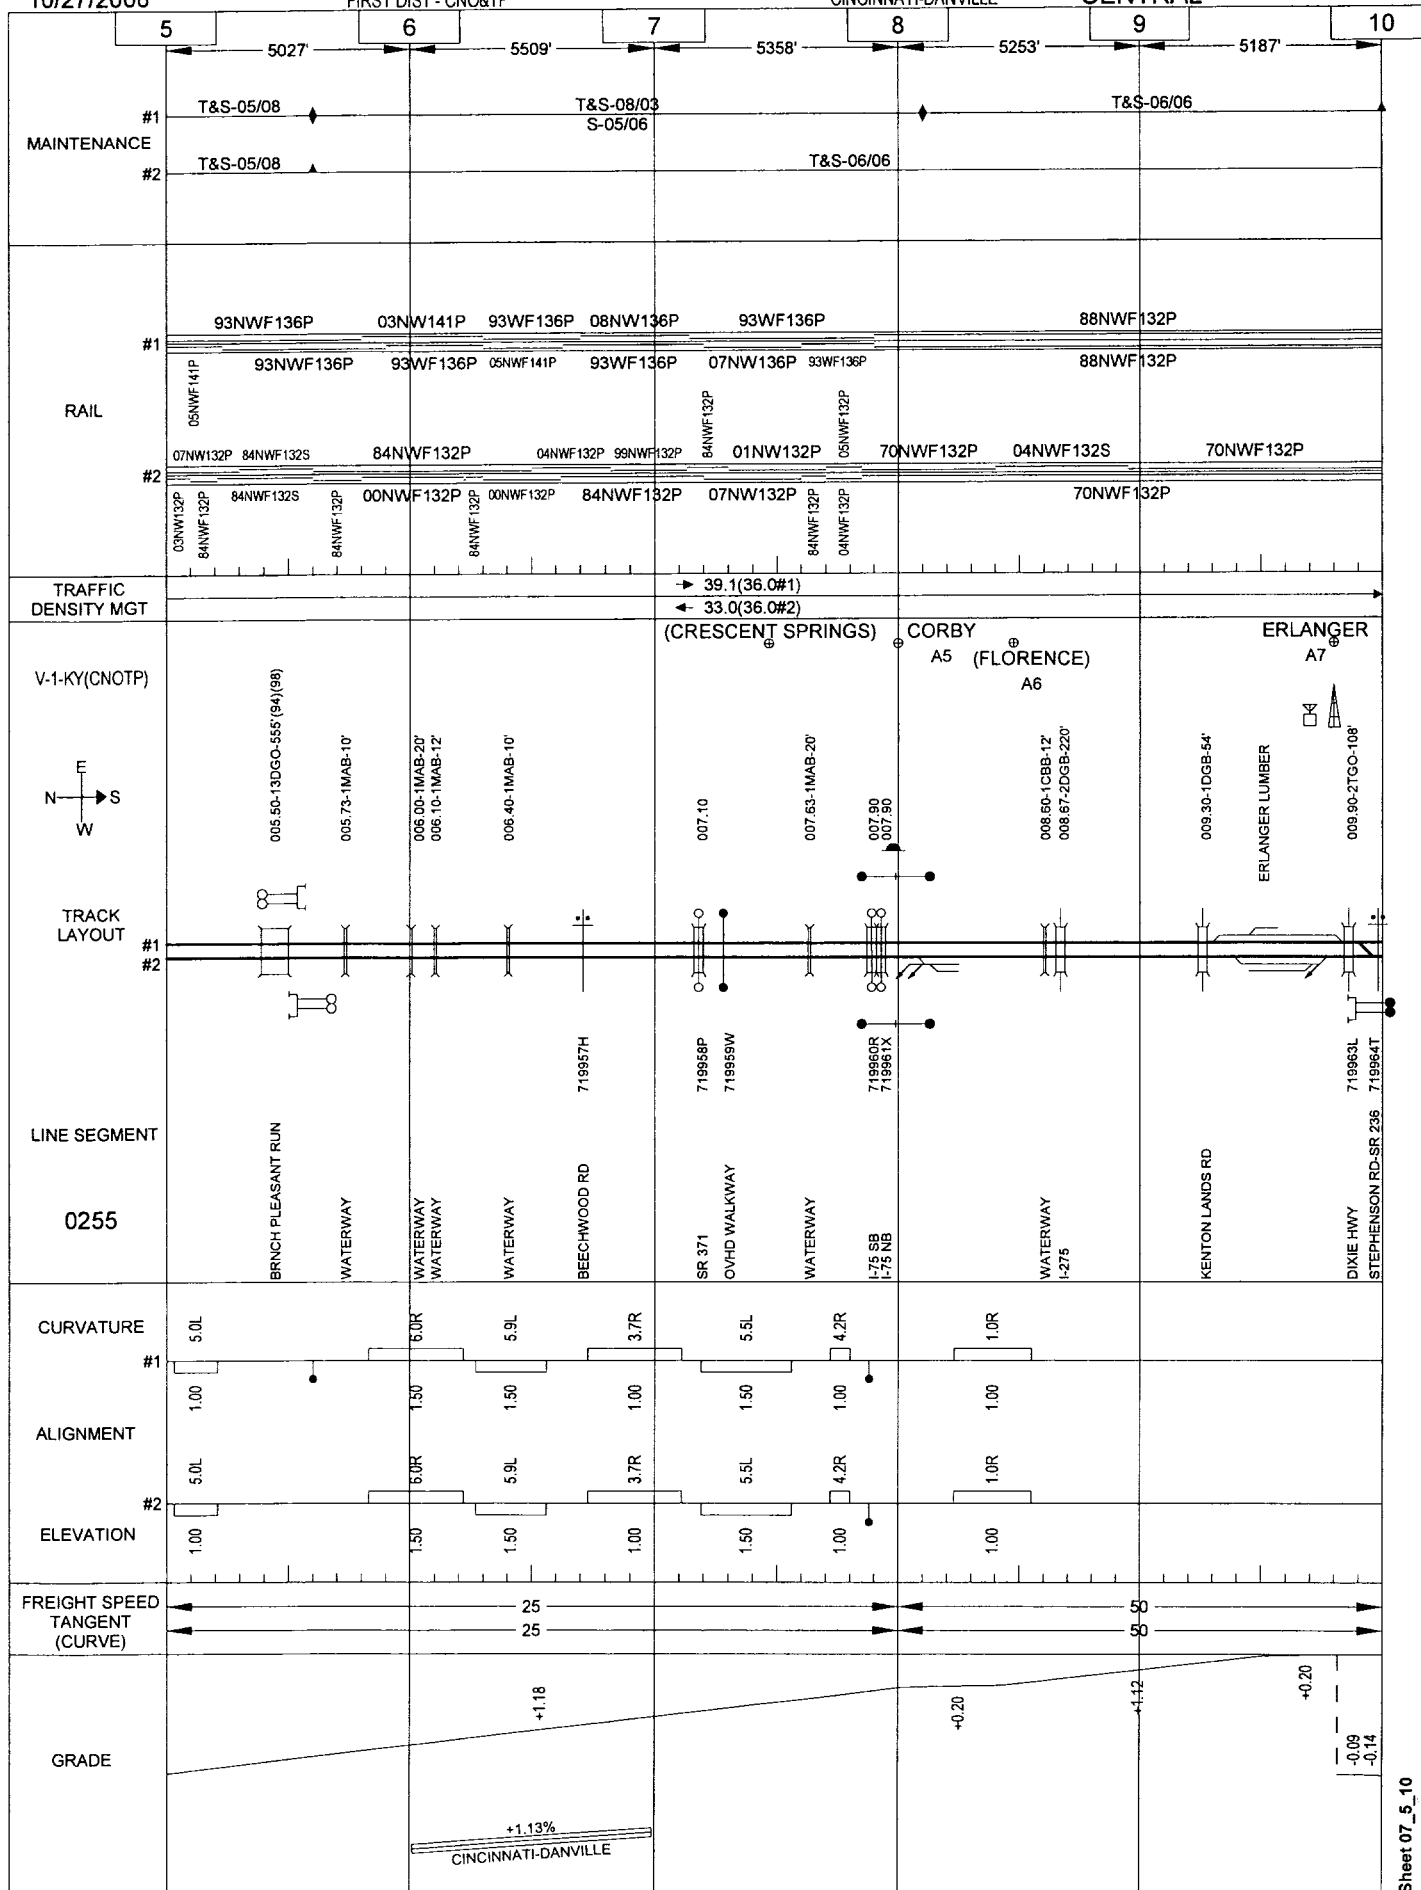 10/27/2008 FIRST DIST - CNO&TP CINCINNATI-DANVILLE CENTRAL
5 6 7 8 9 10
5027' 5509' 5358' 5253' 5187'
MAINTENANCE
#1 T&S-05/08 T&S-08/03 T&S-06/06
S-05/06
#2 T&S-05/08 T&S-06/06
RAIL
93NWF136P 03NW141P 93WF136P 08NW136P 93WF136P 88NWF132P
#1
93NWF136P 93WF136P 05NWF141P 93WF136P 07NW136P 93WF136P 88NWF132P
05NWF141P 84NWF132P 05NWF132P
07NW132P 84NWF132S 84NWF132P 04NWF132P 99NWF132P 01NW132P 70NWF132P 04NWF132S 70NWF132P
#2
84NWF132S 00NWF132P 00NWF132P 84NWF132P 07NW132P 70NWF132P
03NW132P 84NWF132P 84NWF132P 84NWF132P 84NWF132P 04NWF132P
TRAFFIC
DENSITY MGT
39.1(36.0#1)
33.0(36.0#2)
(CRESCENT SPRINGS) CORBY ERLANGER
A5 (FLORENCE) A7
A6
V-1-KY(CNOTP)
E
N S
W
005.50-13DGO-555'(94)(98)
005.73-1MAB-10'
006.00-1MAB-20'
006.10-1MAB-12'
006.40-1MAB-10'
007.10
007.63-1MAB-20'
007.90
007.90
008.60-1CBB-12'
008.67-2DGB-220'
009.30-1DGB-54'
ERLANGER LUMBER
009.90-2TGO-108'
TRACK
LAYOUT
#1
#2
719957H
719958P
719959W
719960R
719961X
719963L
719964T
LINE SEGMENT
0255
BRNCH PLEASANT RUN
WATERWAY
WATERWAY
WATERWAY
WATERWAY
BEECHWOOD RD
SR 371
OVHD WALKWAY
WATERWAY
I-75 SB
I-75 NB
WATERWAY
I-275
KENTON LANDS RD
DIXIE HWY
STEPHENSON RD-SR 236
CURVATURE
5.0L 6.0R 5.9L 3.7R 5.5L 4.2R 1.0R
#1
1.00 1.50 1.50 1.00 1.50 1.00 1.00
ALIGNMENT
5.0L 6.0R 5.9L 3.7R 5.5L 4.2R 1.0R
#2
ELEVATION
1.00 1.50 1.50 1.00 1.50 1.00 1.00
FREIGHT SPEED
TANGENT
(CURVE)
25 50
25 50
GRADE
+1.18 +0.20 +1.12 +0.20 -0.09 -0.14
+1.13%
CINCINNATI-DANVILLE
Sheet 07_5_10